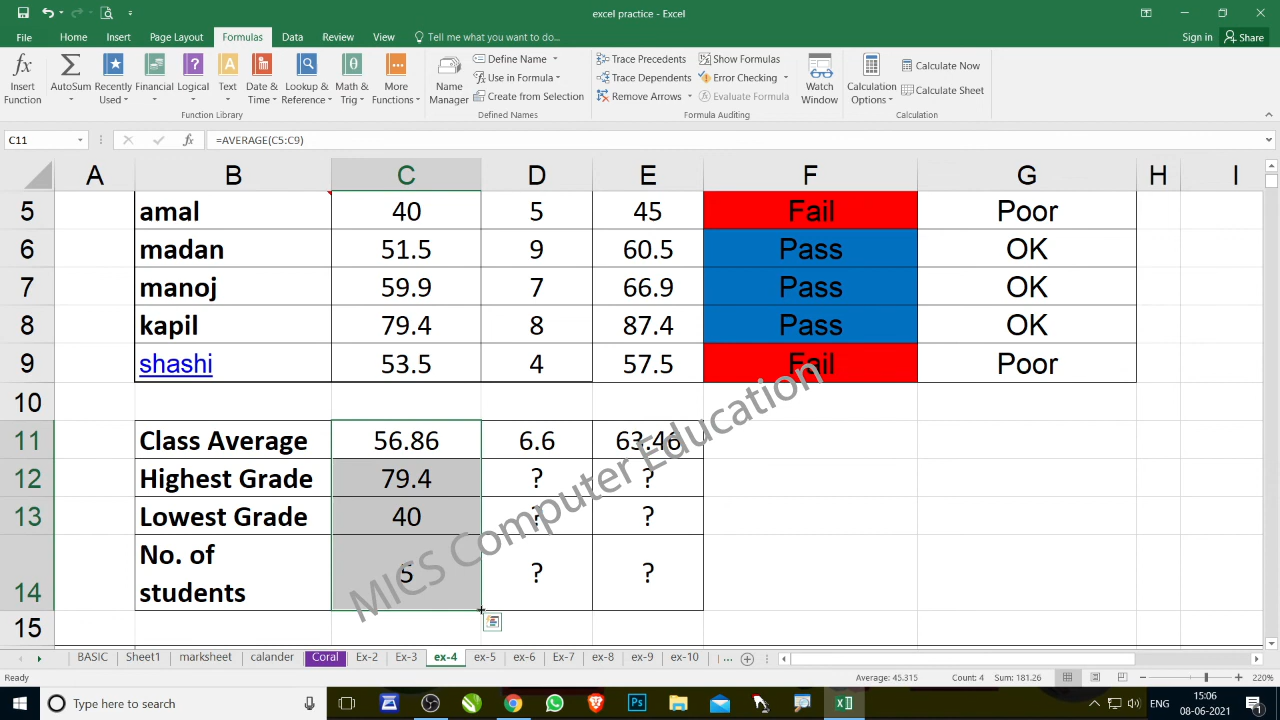 excel practice - Excel
Sign in
Share
File
Home
Insert
Page Layout
Formulas
Data
Review
View
Tell me what you want to do...
Insert Function
AutoSum
Recently Used
Financial
Logical
Text
Date & Time
Lookup & Reference
Math & Trig
More Functions
Function Library
Name Manager
Define Name
Use in Formula
Create from Selection
Defined Names
Trace Precedents
Trace Dependents
Remove Arrows
Show Formulas
Error Checking
Evaluate Formula
Formula Auditing
Watch Window
Calculation Options
Calculate Now
Calculate Sheet
Calculation
C11
fx
=AVERAGE(C5:C9)
A B C D E F G H I
5 amal 40 5 45 Fail Poor
6 madan 51.5 9 60.5 Pass OK
7 manoj 59.9 7 66.9 Pass OK
8 kapil 79.4 8 87.4 Pass OK
9 shashi 53.5 4 57.5 Fail Poor
10
11 Class Average 56.86 6.6 63.46
12 Highest Grade 79.4 ? ?
13 Lowest Grade 40 ? ?
14 No. of students 5 ? ?
15
MICS Computer Education
BASIC Sheet1 marksheet calander Coral Ex-2 Ex-3 ex-4 ex-5 ex-6 Ex-7 ex-8 ex-9 ex-10 ...
Ready
Average: 45.315 Count: 4 Sum: 181.26
220%
Type here to search
ENG
15:06
08-06-2021